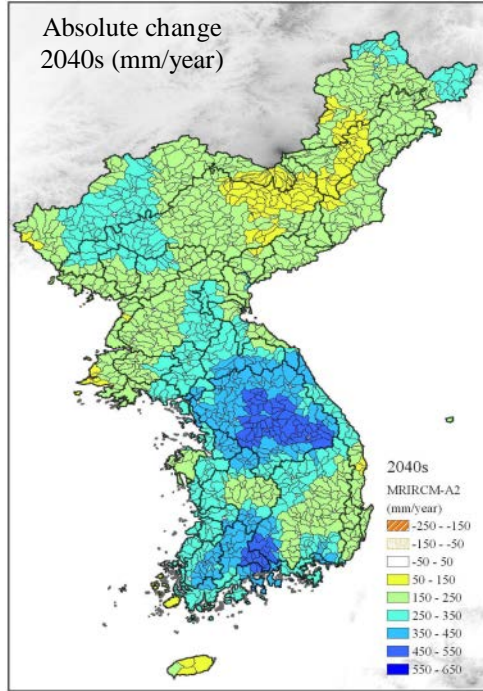 Absolute change
2040s (mm/year)
2040s
MRIRCM-A2
(mm/year)
-250 - -150
-150 - -50
-50 - 50
50 - 150
150 - 250
250 - 350
350 - 450
450 - 550
550 - 650